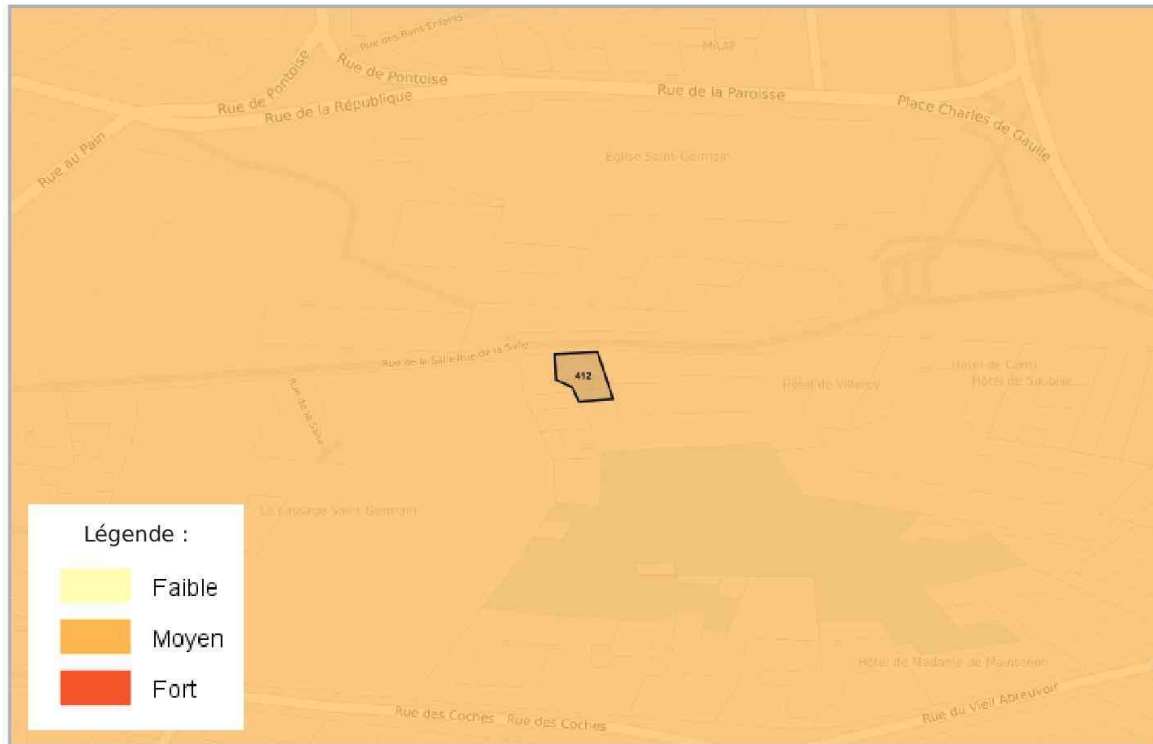 Rue des Bons Enfants
MAAF
Rue de Pontoise
Rue de Pontoise
Rue de la République
Rue de la Paroisse
Place Charles de Gaulle
Rue au Pain
Eglise Saint-Germain
Rue de la Salle Rue de la Salle
412
Hôtel de Conti
Hôtel de Soubise
Hôtel de Villeroy
Rue de la Salle
Le passage Saint-Germain
Légende :
Faible
Moyen
Fort
Hôtel de Madame de Maintenon
Rue des Coches Rue des Coches
Rue du Vieil Abreuvoir